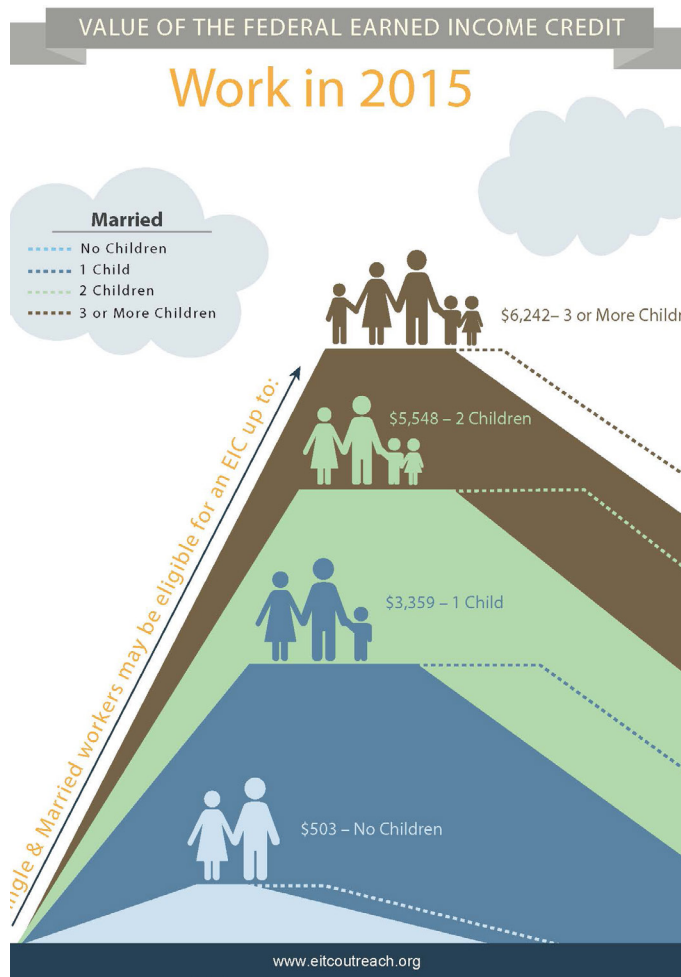 VALUE OF THE FEDERAL EARNED INCOME CREDIT
Work in 2015
Married
No Children
1 Child
2 Children
3 or More Children
$6,242– 3 or More
$5,548 – 2 Children
$3,359 – 1 Child
$503 – No Children
& Married workers may be eligible for an EIC up to:
www.eitcoutreach.org